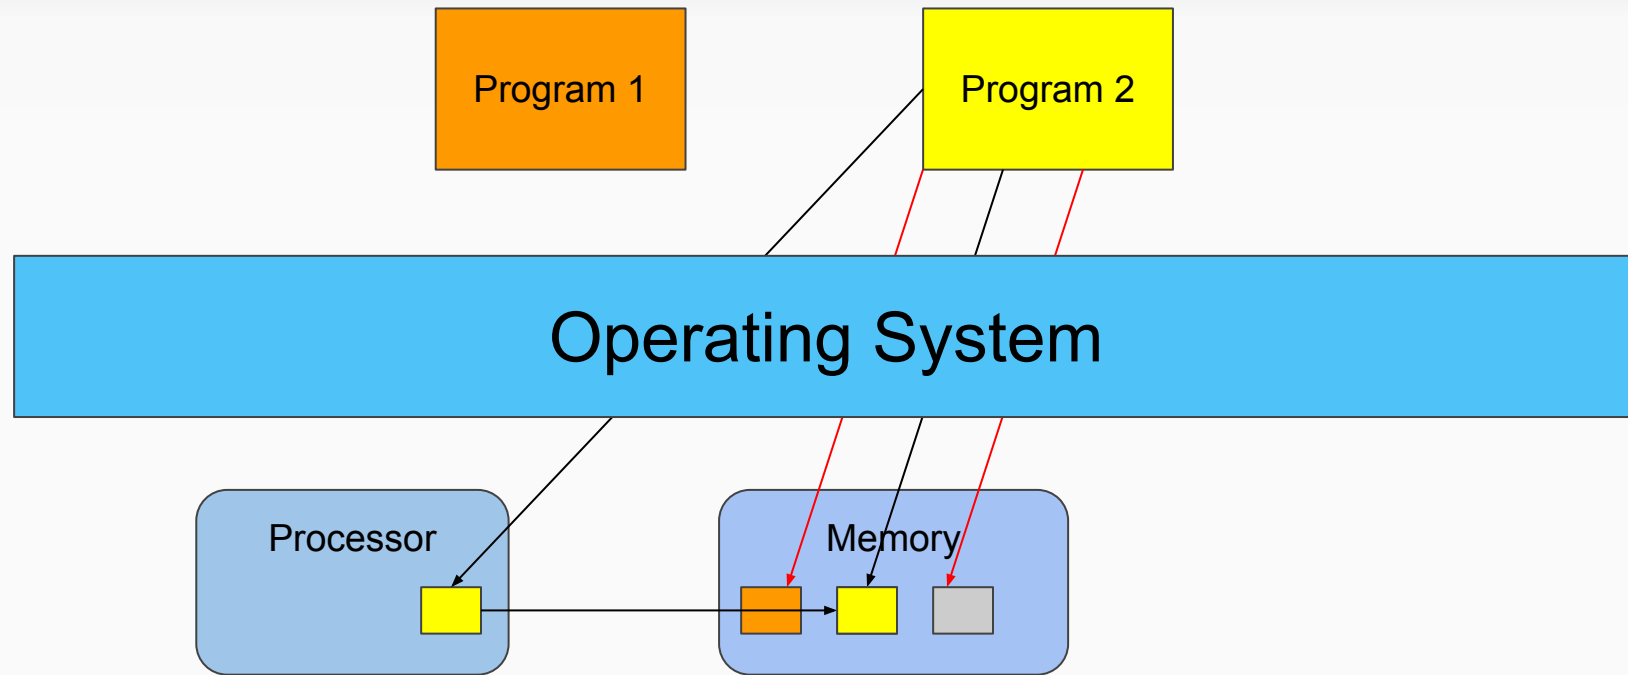 Program 1
Program 2
Operating System
Processor
Memory